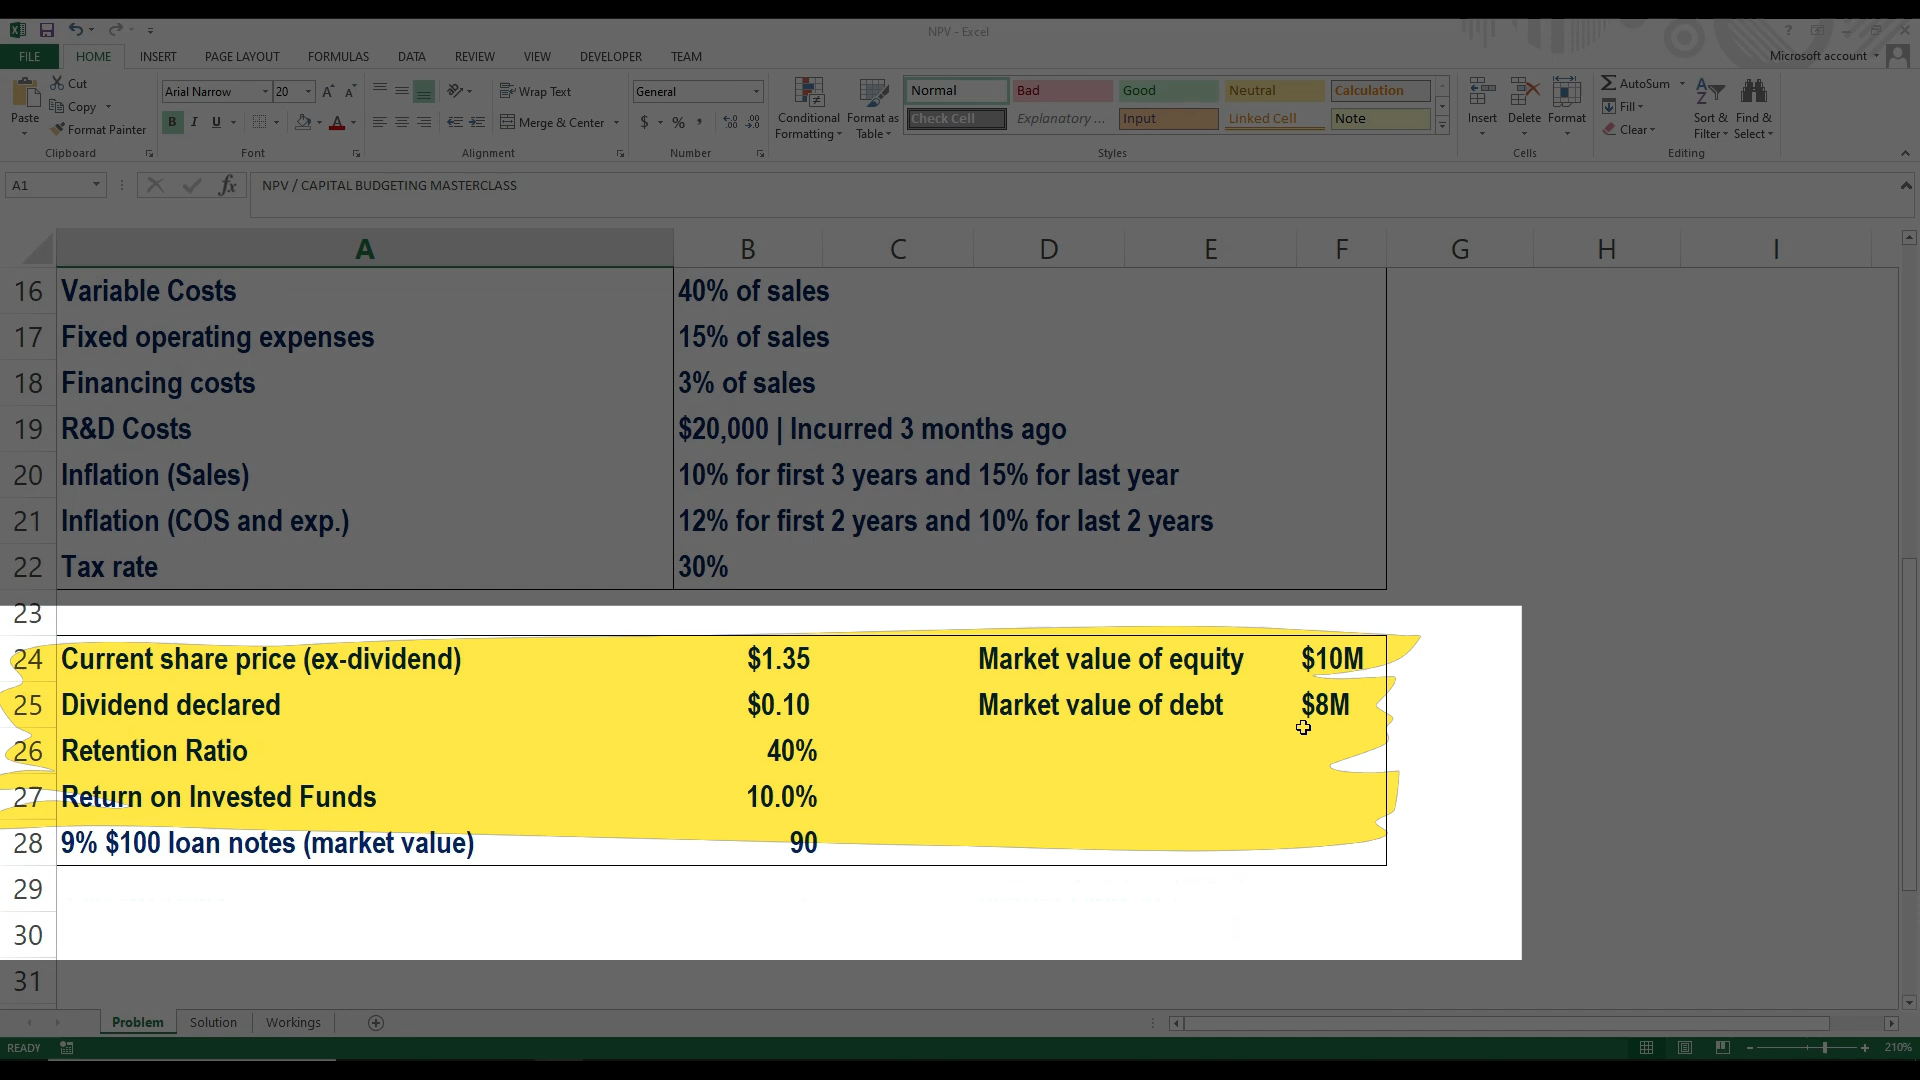 NPV - Excel
FILE HOME INSERT PAGE LAYOUT FORMULAS DATA REVIEW VIEW DEVELOPER TEAM
Microsoft account
Paste
Cut
Copy
Format Painter
Clipboard
Arial Narrow 20
B I U
Font
Wrap Text
Merge & Center
Alignment
General
$ % ,
Number
Conditional Formatting
Format as Table
Normal Bad Good Neutral Calculation
Check Cell Explanatory ... Input Linked Cell Note
Styles
Insert Delete Format
Cells
AutoSum
Fill
Clear
Sort & Filter
Find & Select
Editing
A1 fx NPV / CAPITAL BUDGETING MASTERCLASS
A B C D E F G H I
16 Variable Costs 40% of sales
17 Fixed operating expenses 15% of sales
18 Financing costs 3% of sales
19 R&D Costs $20,000 | Incurred 3 months ago
20 Inflation (Sales) 10% for first 3 years and 15% for last year
21 Inflation (COS and exp.) 12% for first 2 years and 10% for last 2 years
22 Tax rate 30%
23
24 Current share price (ex-dividend) $1.35 Market value of equity $10M
25 Dividend declared $0.10 Market value of debt $8M
26 Retention Ratio 40%
27 Return on Invested Funds 10.0%
28 9% $100 loan notes (market value) 90
29
30
31
Problem Solution Workings
READY 210%